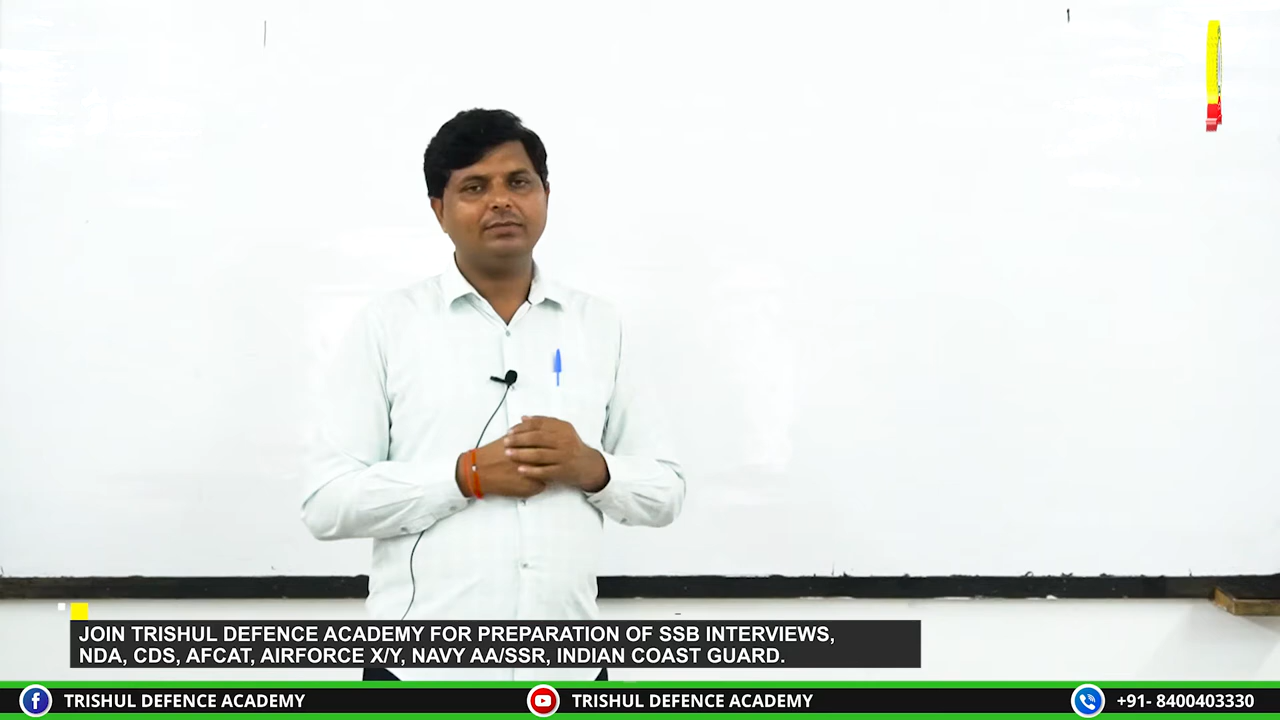 JOIN TRISHUL DEFENCE ACADEMY FOR PREPARATION OF SSB INTERVIEWS,
NDA, CDS, AFCAT, AIRFORCE X/Y, NAVY AA/SSR, INDIAN COAST GUARD.
TRISHUL DEFENCE ACADEMY
TRISHUL DEFENCE ACADEMY
+91- 8400403330